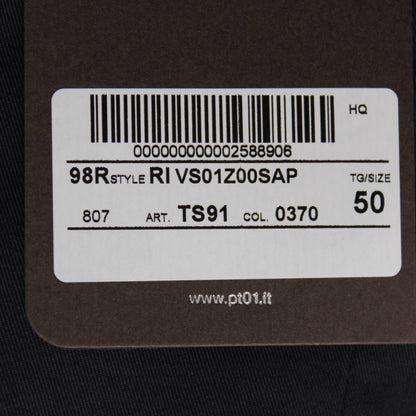 HQ
000000000002588906
98R STYLE RI VS01Z00SAP TG/SIZE
807 ART. TS91 COL. 0370 50
www.pt01.it